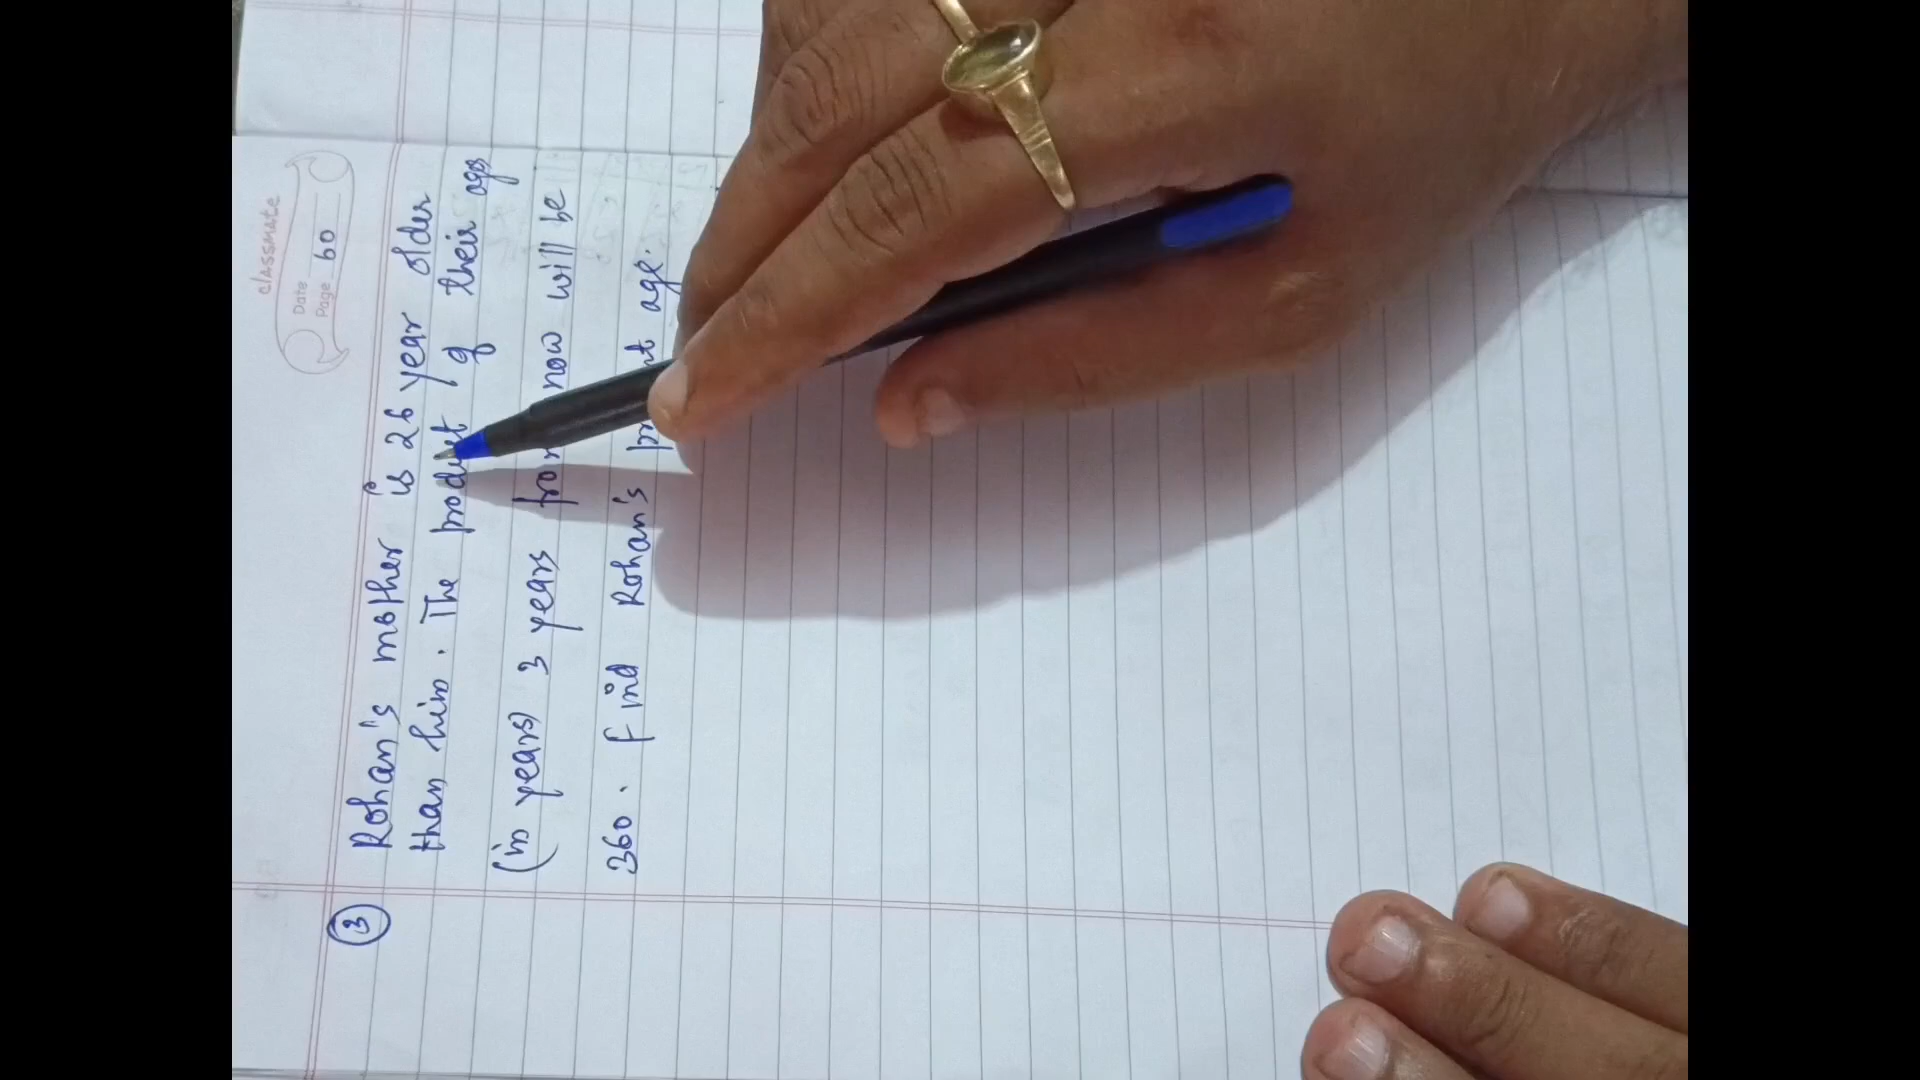 classmate
Date
Page 60
3 Rohan's mother is 26 year older
than him. The product of their ages
(in years) 3 years from now will be
360. find Rohan's age.